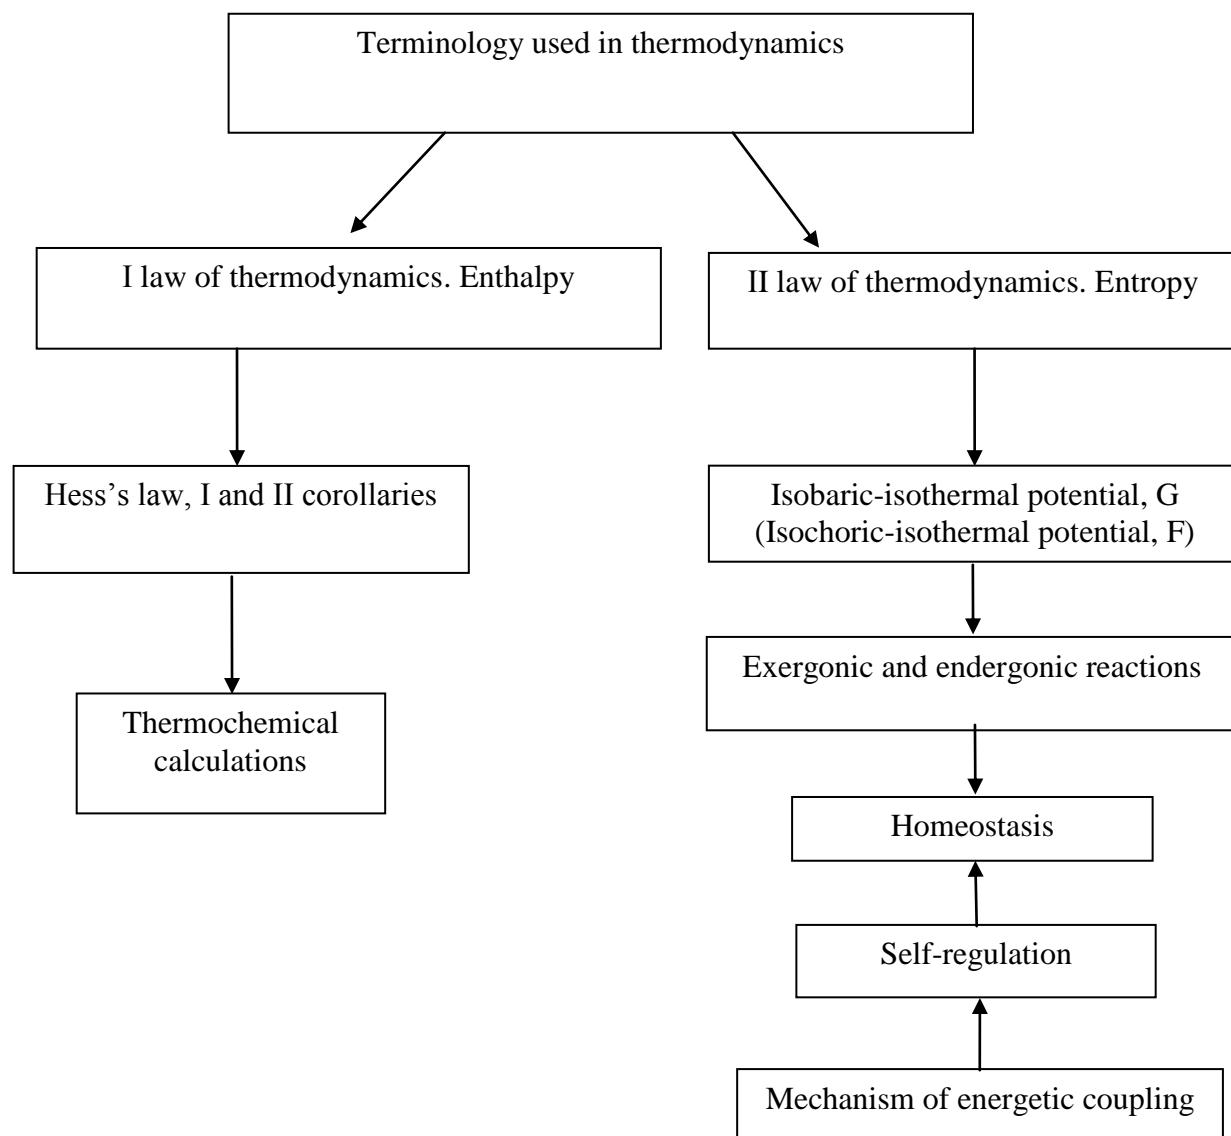 Terminology used in thermodynamics
I law of thermodynamics. Enthalpy
II law of thermodynamics. Entropy
Hess’s law, I and II corollaries
Isobaric-isothermal potential, G
(Isochoric-isothermal potential, F)
Exergonic and endergonic reactions
Thermochemical
calculations
Homeostasis
Self-regulation
Mechanism of energetic coupling